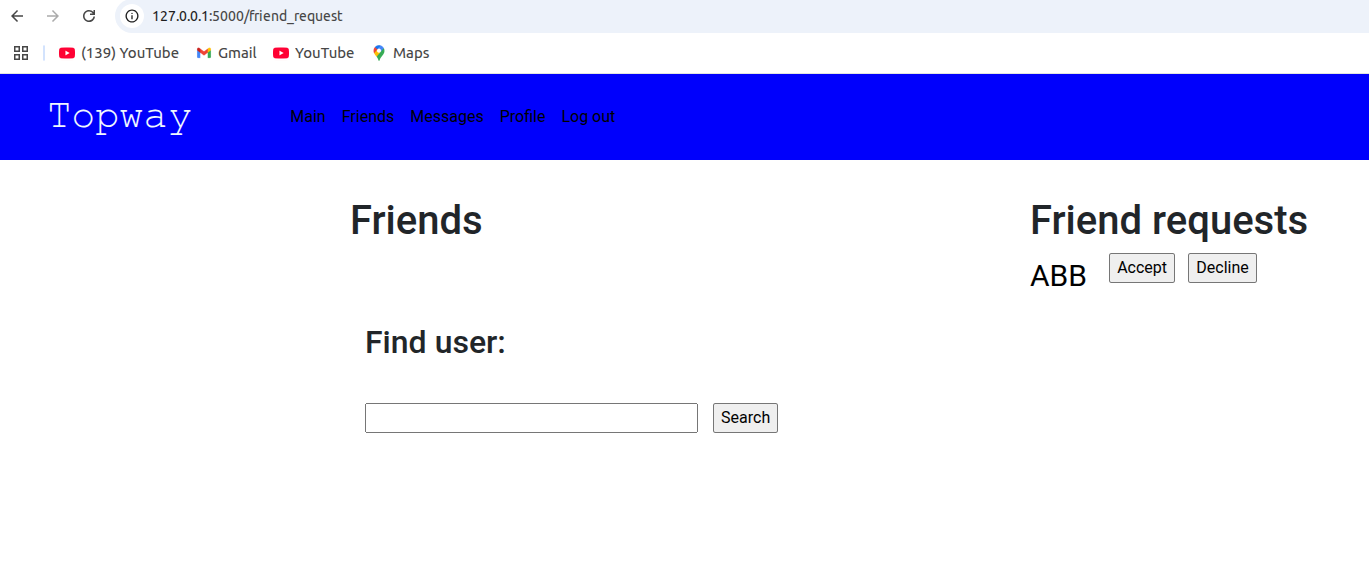 127.0.0.1:5000/friend_request
(139) YouTube Gmail YouTube Maps
Topway Main Friends Messages Profile Log out
Friends
Friend requests
ABB Accept Decline
Find user:
Search